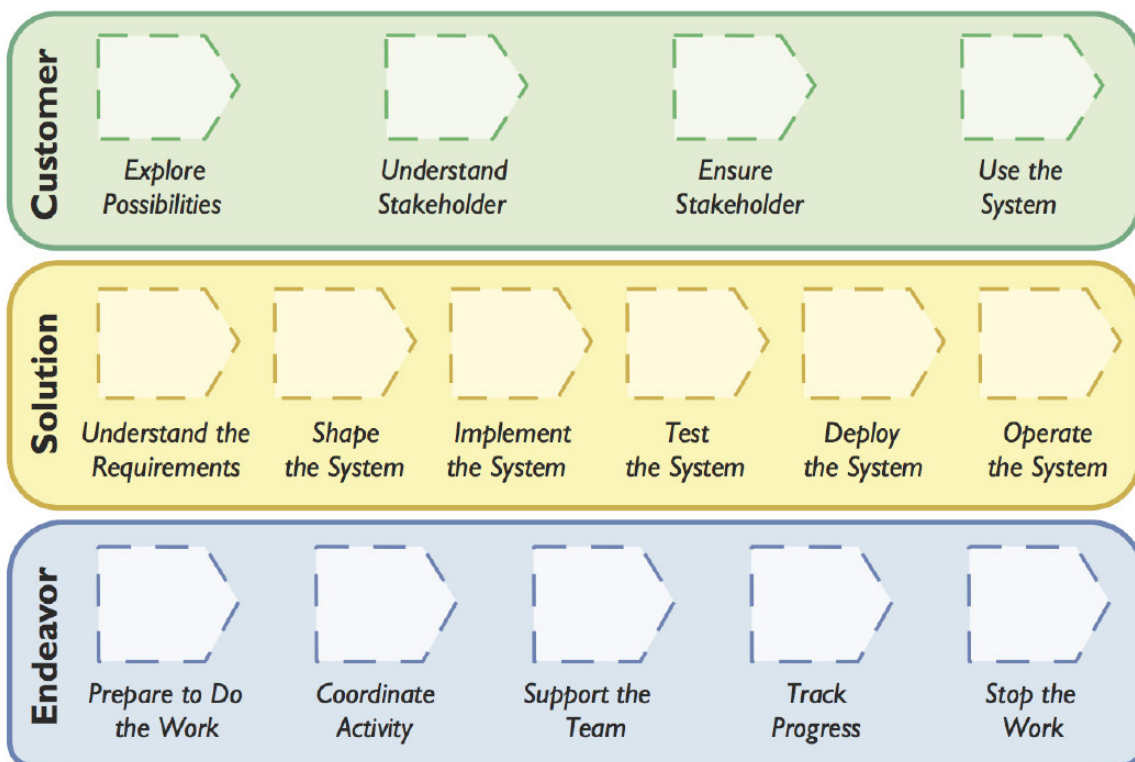 Customer
Explore
Possibilities
Understand
Stakeholder
Ensure
Stakeholder
Use the
System
Solution
Understand the
Requirements
Shape
the System
Implement
the System
Test
the System
Deploy
the System
Operate
the System
Endeavor
Prepare to Do
the Work
Coordinate
Activity
Support the
Team
Track
Progress
Stop the
Work